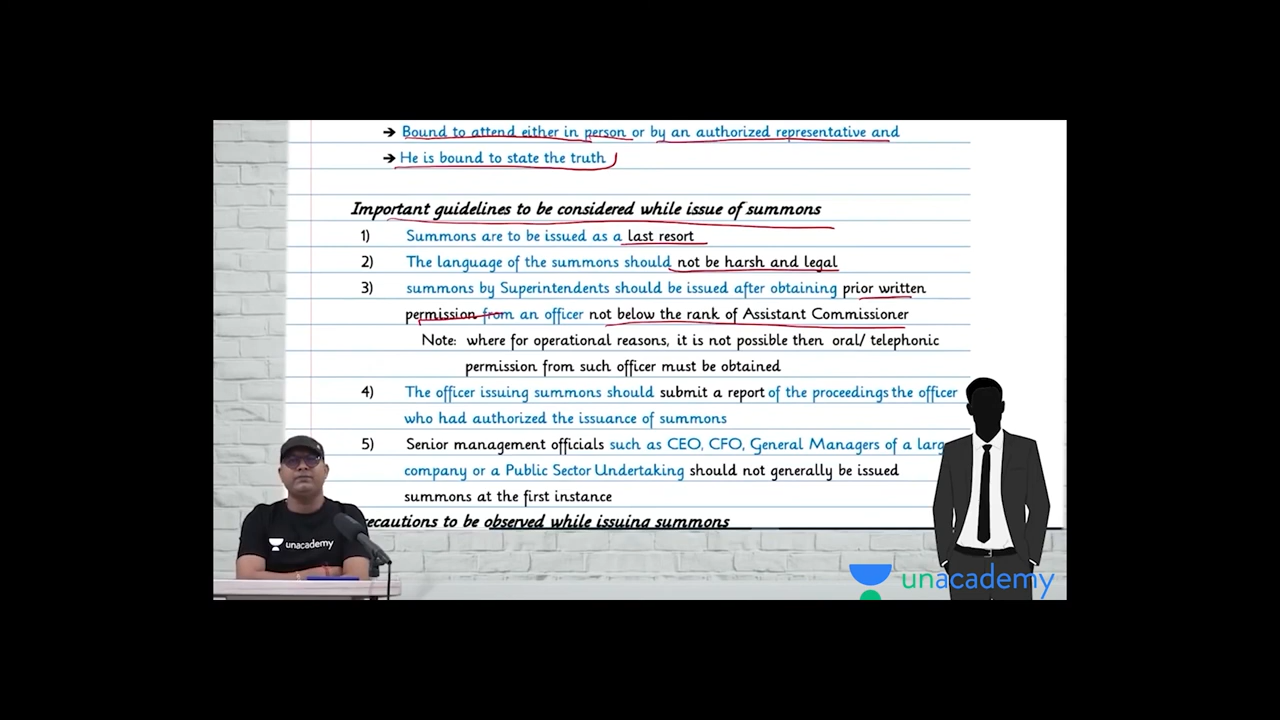 ➔ Bound to attend either in person or by an authorized representative and
➔ He is bound to state the truth
Important guidelines to be considered while issue of summons
1) Summons are to be issued as a last resort
2) The language of the summons should not be harsh and legal
3) summons by Superintendents should be issued after obtaining prior written
permission from an officer not below the rank of Assistant Commissioner
Note: where for operational reasons, it is not possible then oral/ telephonic
permission from such officer must be obtained
4) The officer issuing summons should submit a report of the proceedings the officer
who had authorized the issuance of summons
5) Senior management officials such as CEO, CFO, General Managers of a larg
company or a Public Sector Undertaking should not generally be issued
summons at the first instance
recautions to be observed while issuing summons
unacademy
unacademy